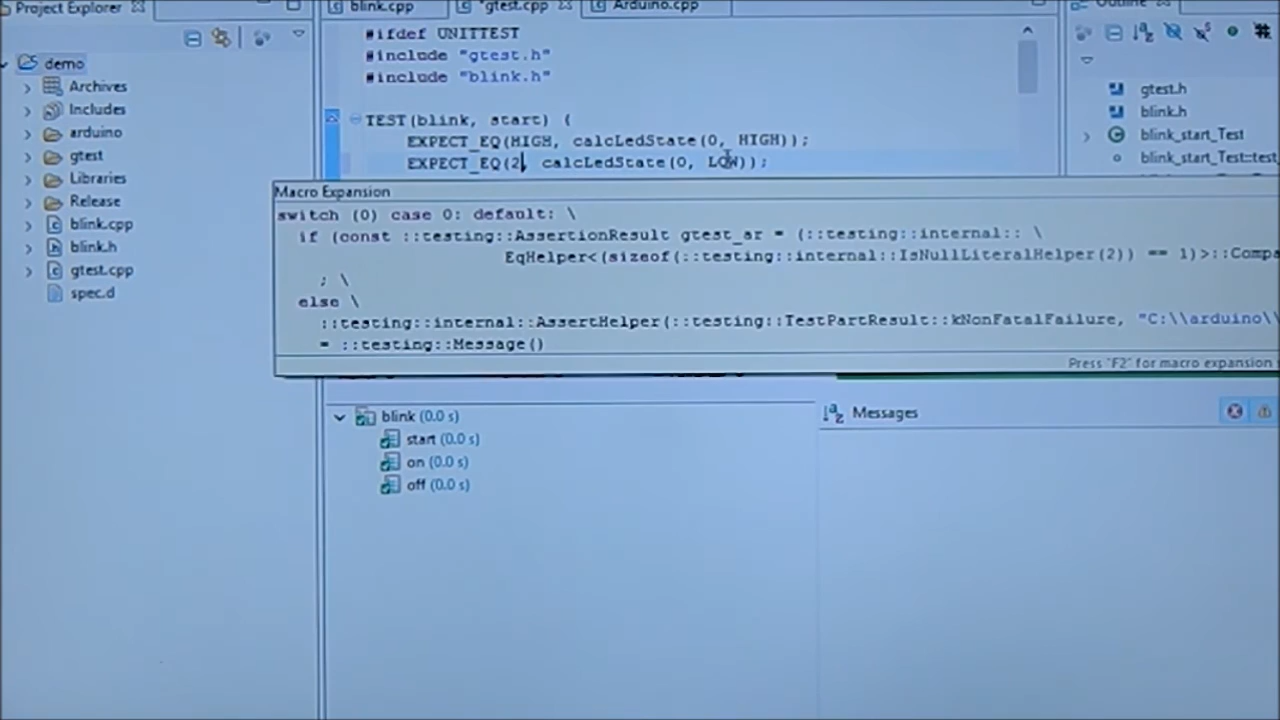 Project Explorer
demo
Archives
Includes
arduino
gtest
Libraries
Release
blink.cpp
blink.h
gtest.cpp
spec.d
blink.cpp
*gtest.cpp
Arduino.cpp
#ifdef UNITTEST
#include "gtest.h"
#include "blink.h"
TEST(blink, start) {
EXPECT_EQ(HIGH, calcLedState(0, HIGH));
EXPECT_EQ(2, calcLedState(0, LOW));
Macro Expansion
switch (0) case 0: default: \
if (const ::testing::AssertionResult gtest_ar = (::testing::internal:: \
EqHelper<(sizeof(::testing::internal::IsNullLiteralHelper(2)) == 1)>::Compa
; \
else \
::testing::internal::AssertHelper(::testing::TestPartResult::kNonFatalFailure, "C:\\arduino\\
= ::testing::Message()
Press "F2" for macro expansion
Outline
gtest.h
blink.h
blink_start_Test
blink_start_Test::test
blink (0.0 s)
start (0.0 s)
on (0.0 s)
off (0.0 s)
Messages